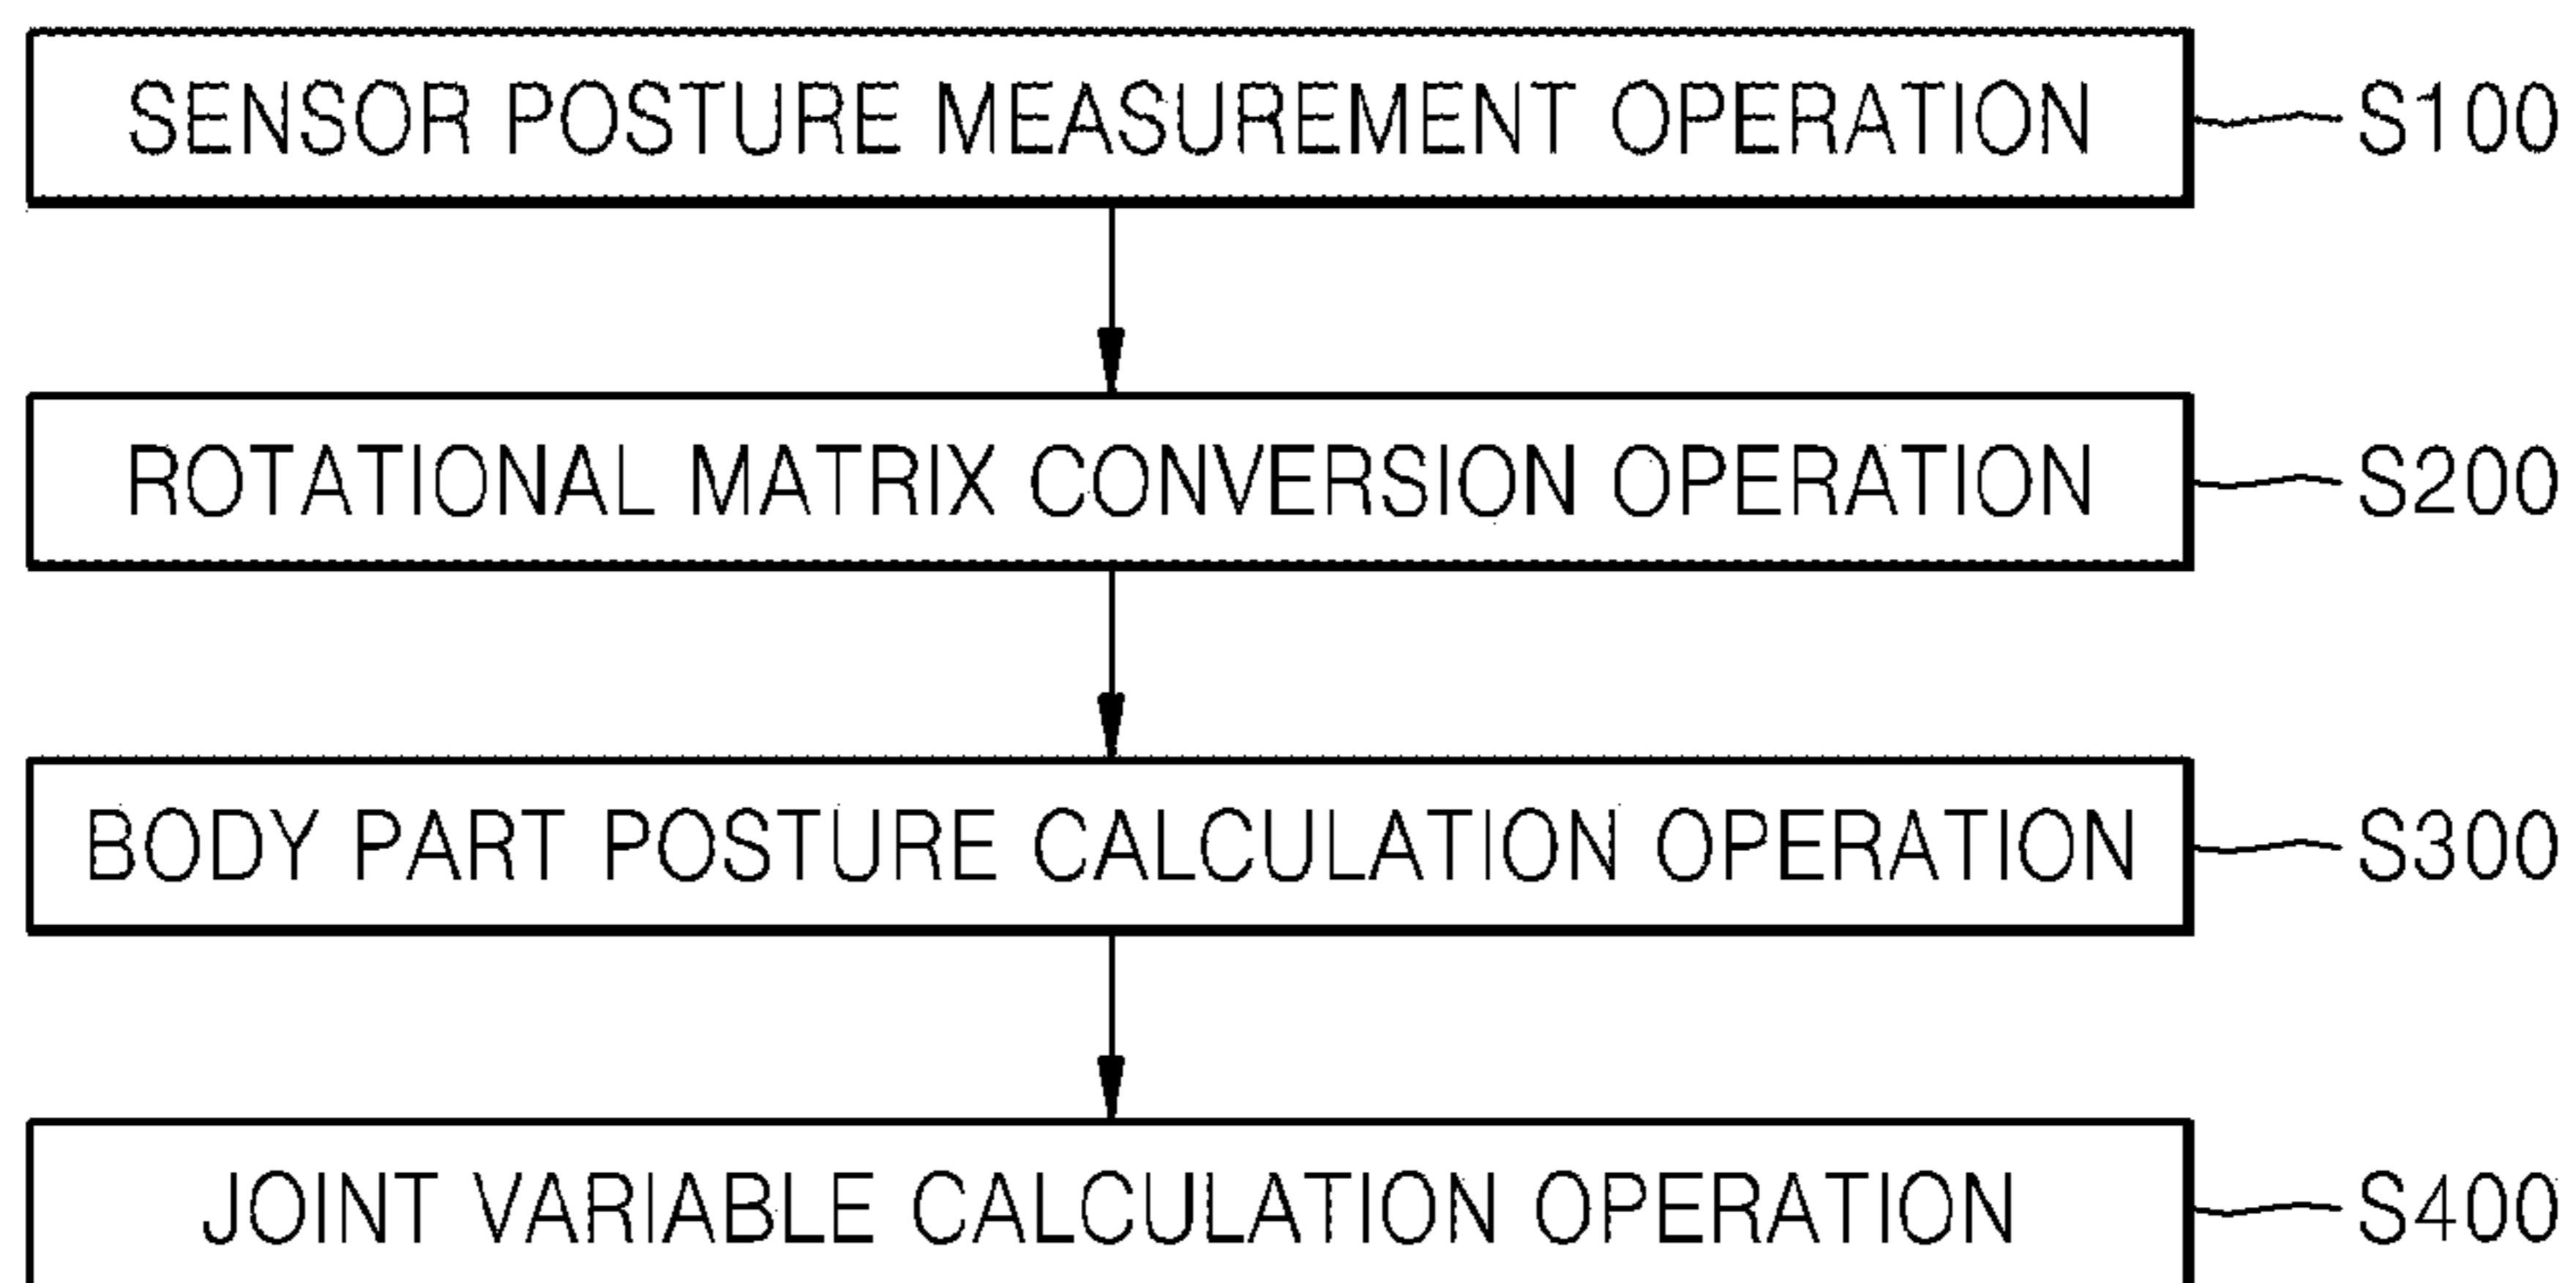 SENSOR POSTURE MEASUREMENT OPERATION S100
ROTATIONAL MATRIX CONVERSION OPERATION S200
BODY PART POSTURE CALCULATION OPERATION S300
JOINT VARIABLE CALCULATION OPERATION S400